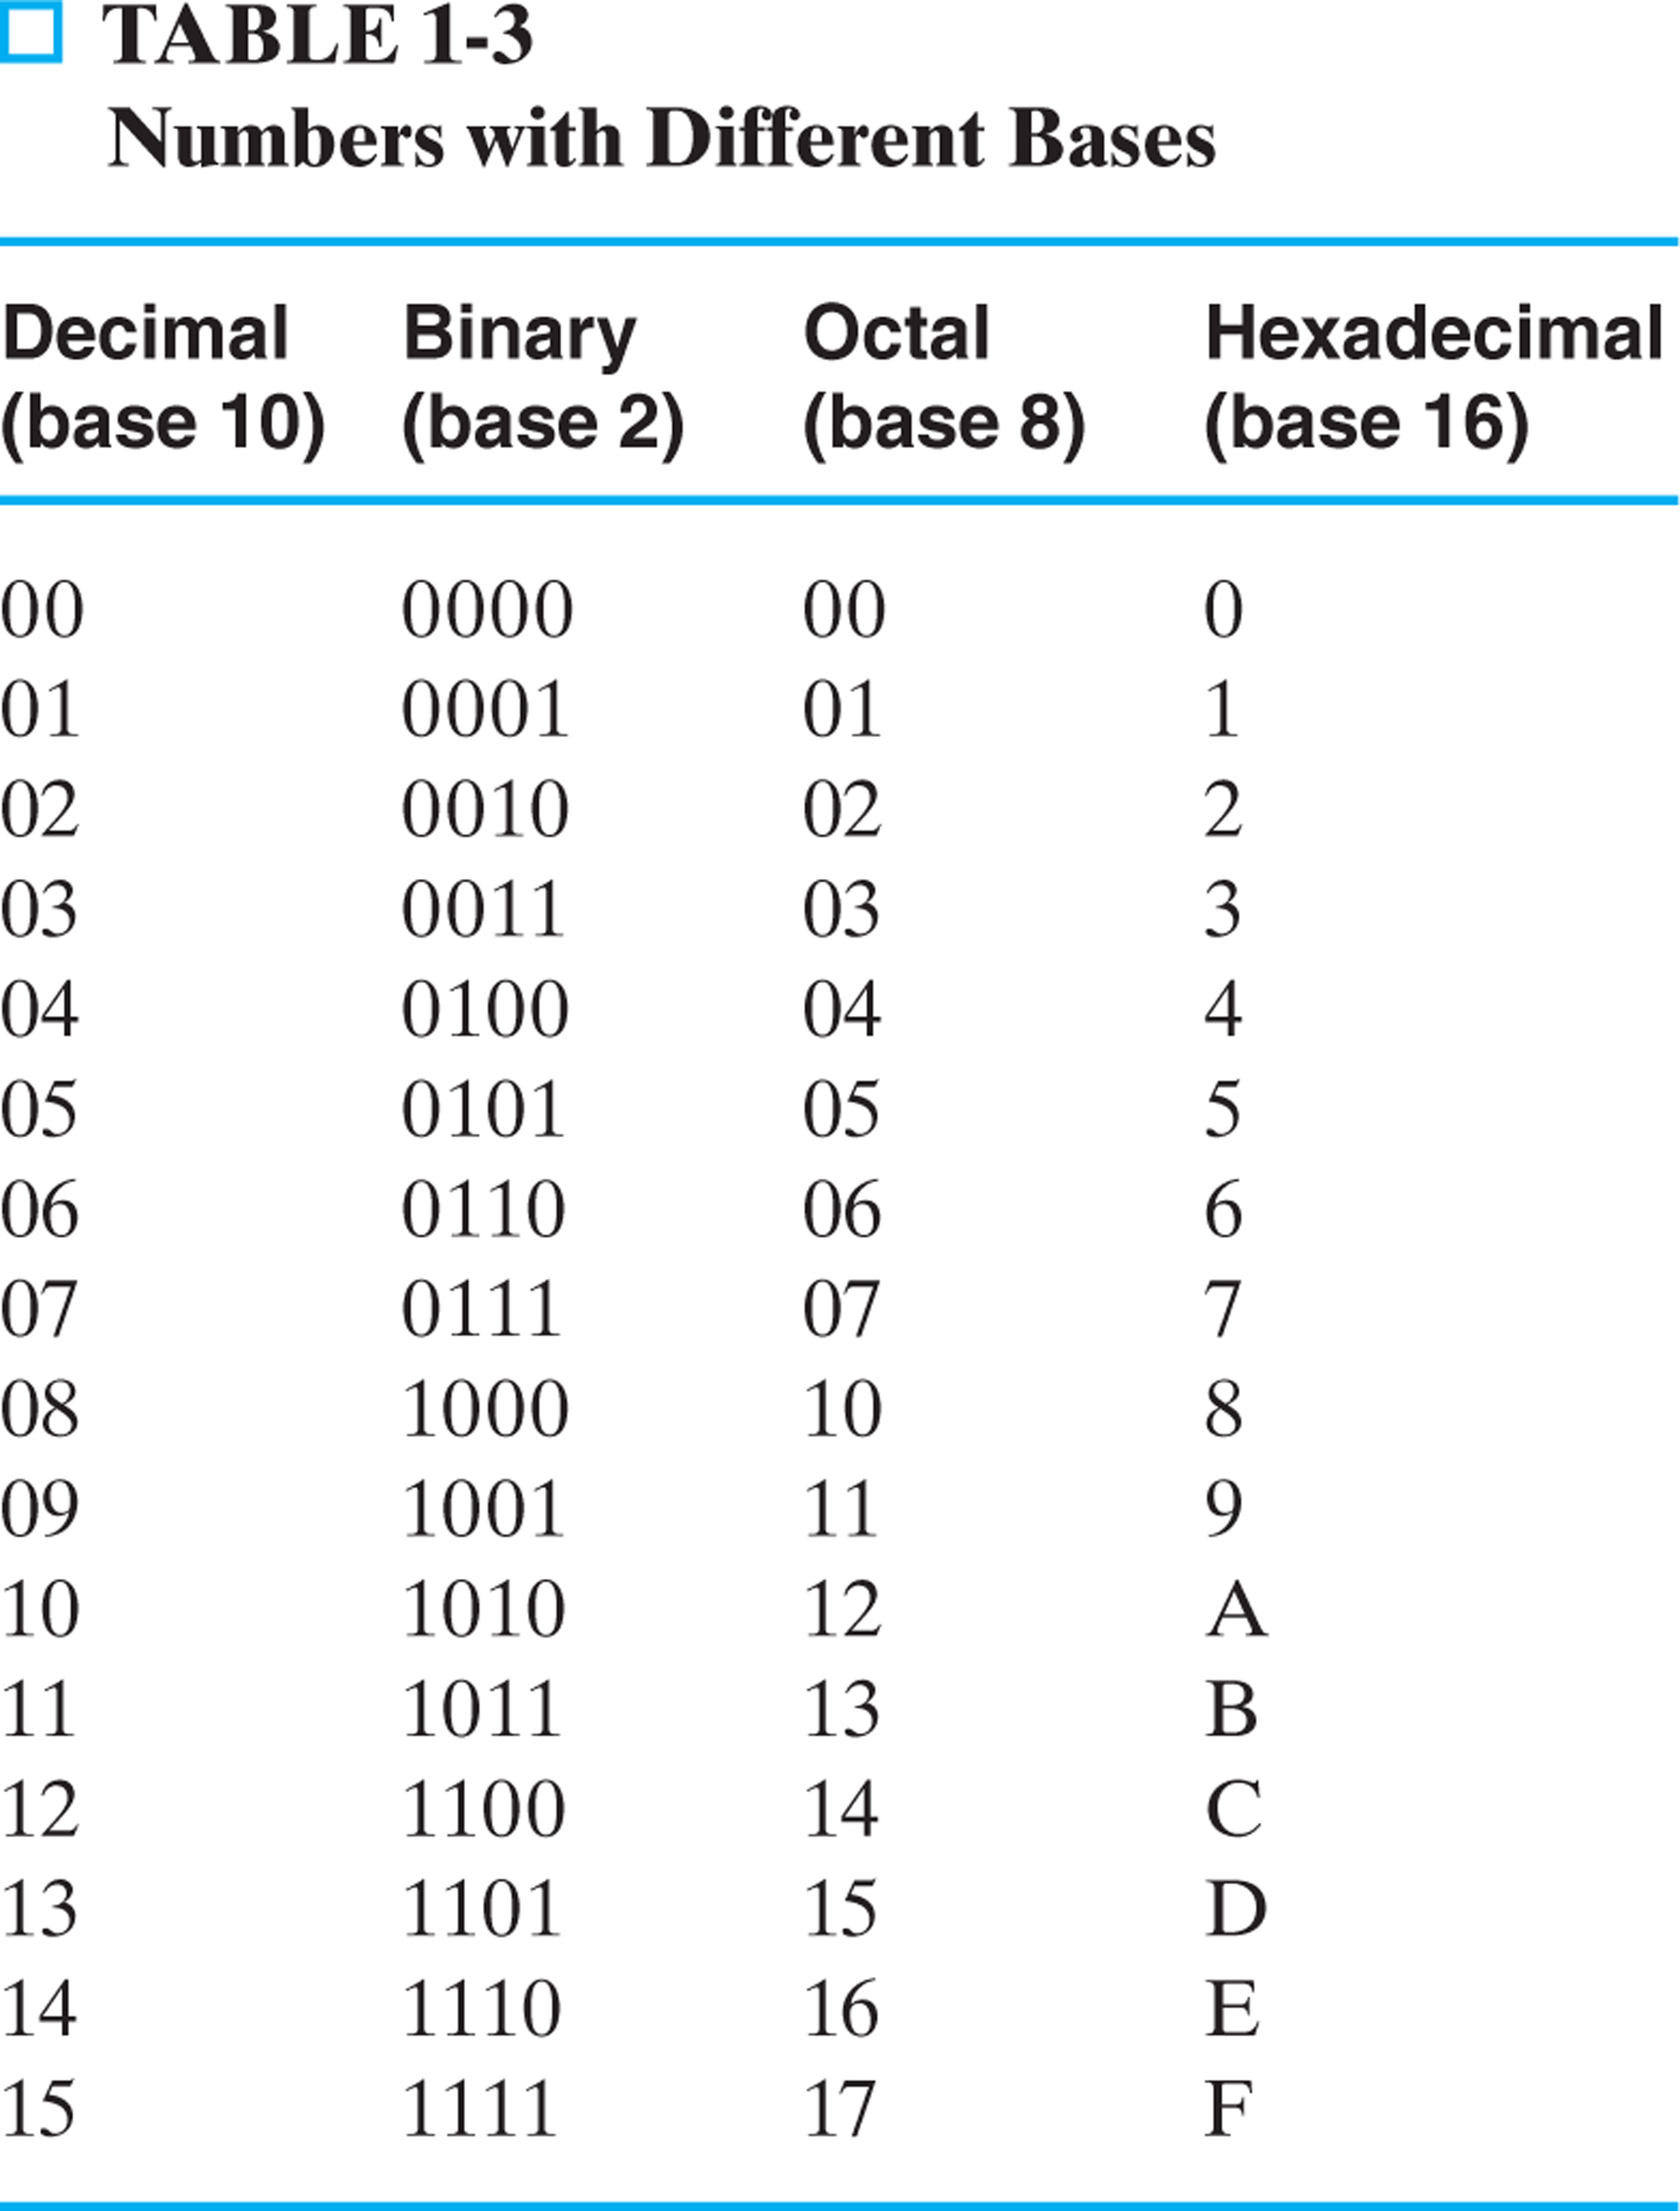 TABLE 1-3
Numbers with Different Bases
Decimal (base 10) Binary (base 2) Octal (base 8) Hexadecimal (base 16)
00 0000 00 0
01 0001 01 1
02 0010 02 2
03 0011 03 3
04 0100 04 4
05 0101 05 5
06 0110 06 6
07 0111 07 7
08 1000 10 8
09 1001 11 9
10 1010 12 A
11 1011 13 B
12 1100 14 C
13 1101 15 D
14 1110 16 E
15 1111 17 F